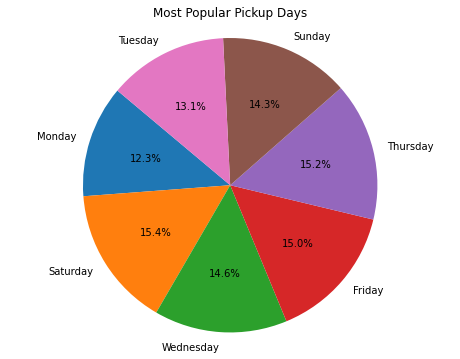 Most Popular Pickup Days
Tuesday
Sunday
13.1%
14.3%
Monday
12.3%
Thursday
15.2%
Saturday
15.4%
15.0%
Friday
14.6%
Wednesday